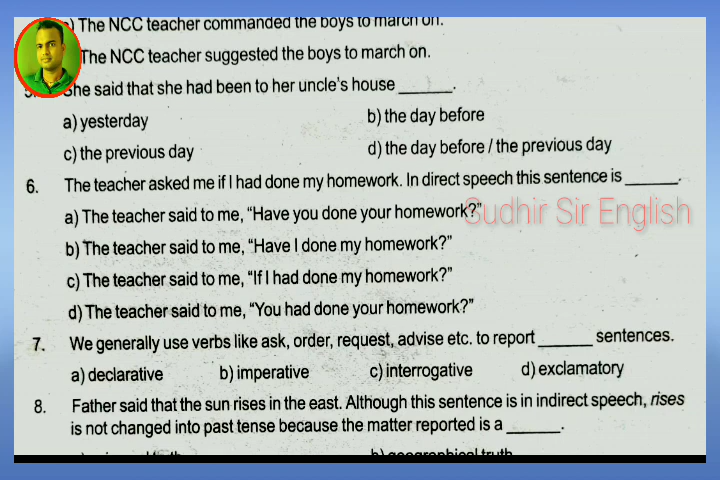 The NCC teacher commanded the boys to march on.
The NCC teacher suggested the boys to march on.
She said that she had been to her uncle's house ______.
a) yesterday b) the day before
c) the previous day d) the day before / the previous day
6. The teacher asked me if I had done my homework. In direct speech this sentence is ______.
a) The teacher said to me, “Have you done your homework?”
Sudhir Sir English
b) The teacher said to me, “Have I done my homework?”
c) The teacher said to me, “If I had done my homework?”
d) The teacher said to me, “You had done your homework?”
7. We generally use verbs like ask, order, request, advise etc. to report ______ sentences.
a) declarative b) imperative c) interrogative d) exclamatory
8. Father said that the sun rises in the east. Although this sentence is in indirect speech, rises
is not changed into past tense because the matter reported is a ______.
b) geographical truth